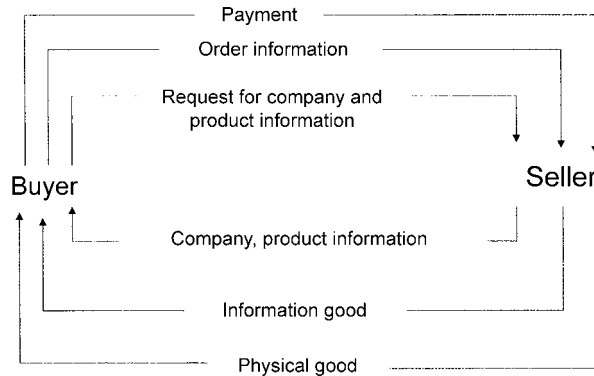 Payment
Order information
Request for company and
product information
Buyer
Seller
Company, product information
Information good
Physical good